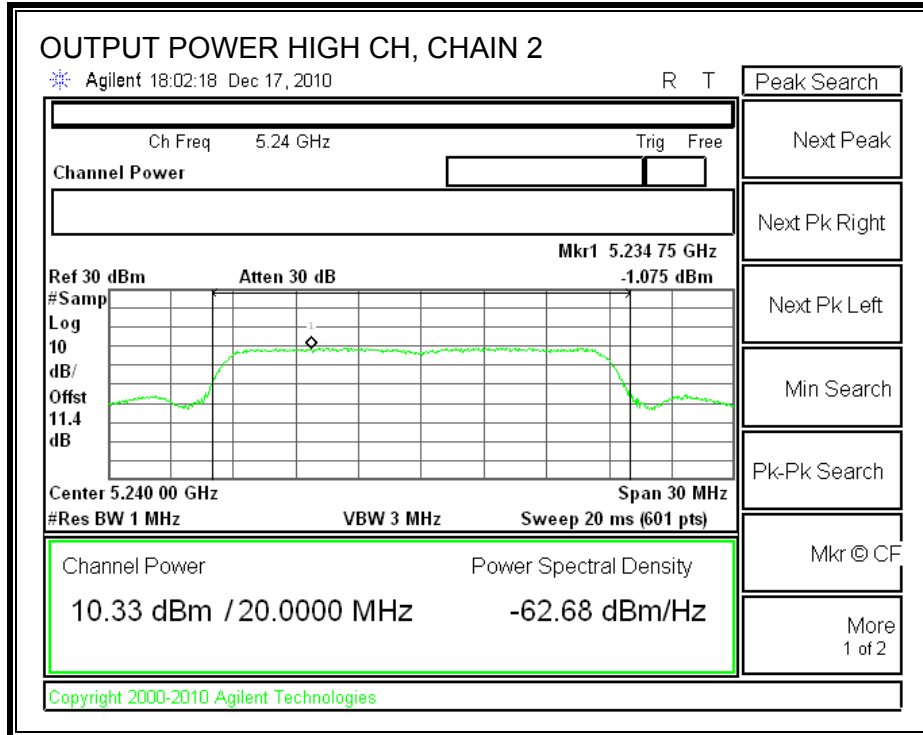 OUTPUT POWER HIGH CH, CHAIN 2
Agilent 18:02:18 Dec 17, 2010 R T
Peak Search
Ch Freq 5.24 GHz Trig Free
Channel Power
Next Peak
Next Pk Right
Mkr1 5.234 75 GHz
Ref 30 dBm Atten 30 dB -1.075 dBm
#Samp
Log
10
dB/
Offst
11.4
dB
1
Next Pk Left
Min Search
Pk-Pk Search
Center 5.240 00 GHz Span 30 MHz
#Res BW 1 MHz VBW 3 MHz Sweep 20 ms (601 pts)
Channel Power Power Spectral Density
10.33 dBm / 20.0000 MHz -62.68 dBm/Hz
Mkr © CF
More
1 of 2
Copyright 2000-2010 Agilent Technologies